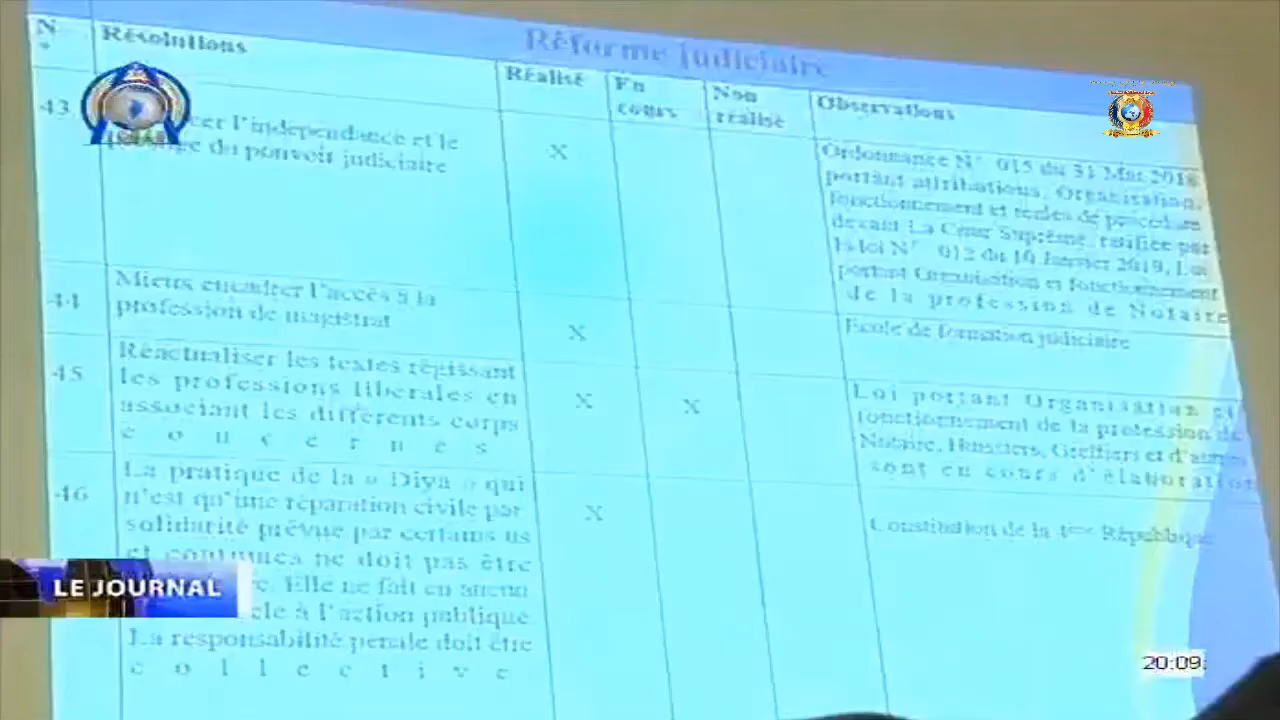 Réforme judiciaire
N°
Résolutions
Réalisé
En cours
Non réalisé
Observations
43
l'indépendance et le
du pouvoir judiciaire
X
Ordonnance N° 015 du 31 Mai 2018
portant attributions, Organisation,
fonctionnement et règles de procédure
devant La Cour Suprême, ratifiée par
la loi N° 012 du 10 Janvier 2019, Loi
portant Organisation et fonctionnement
de la profession de Notaire
44
Mieux encadrer l'accès à la
profession de magistrat
X
Ecole de formation judiciaire
45
Réactualiser les textes régissant
les professions libérales en
associant les différents corps
concernés
X
X
Loi portant Organisation et
fonctionnement de la profession de
Notaire, Huissiers, Greffiers et d'autres
sont en cours d'élaboration
46
La pratique de la « Diya » qui
n'est qu'une réparation civile par
solidarité prévue par certains us
et coutumes ne doit pas être
Elle ne fait en aucun
à l'action publique.
La responsabilité pénale doit être
collective
X
Constitution de la 4ème République
LE JOURNAL
20:09